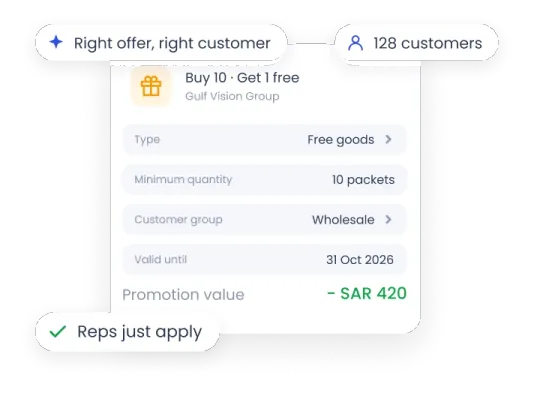 Right offer, right customer
128 customers
Buy 10 · Get 1 free
Gulf Vision Group
Type
Free goods
Minimum quantity
10 packets
Customer group
Wholesale
Valid until
31 Oct 2026
Promotion value
- SAR 420
Reps just apply